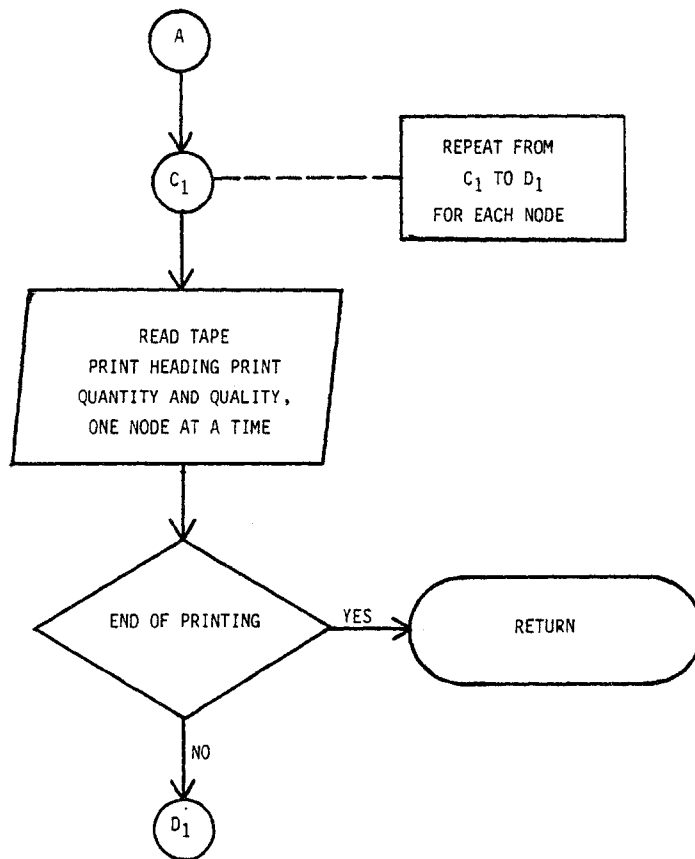 A
C1
REPEAT FROM
C1 TO D1
FOR EACH NODE
READ TAPE
PRINT HEADING PRINT
QUANTITY AND QUALITY,
ONE NODE AT A TIME
END OF PRINTING
YES
RETURN
NO
D1